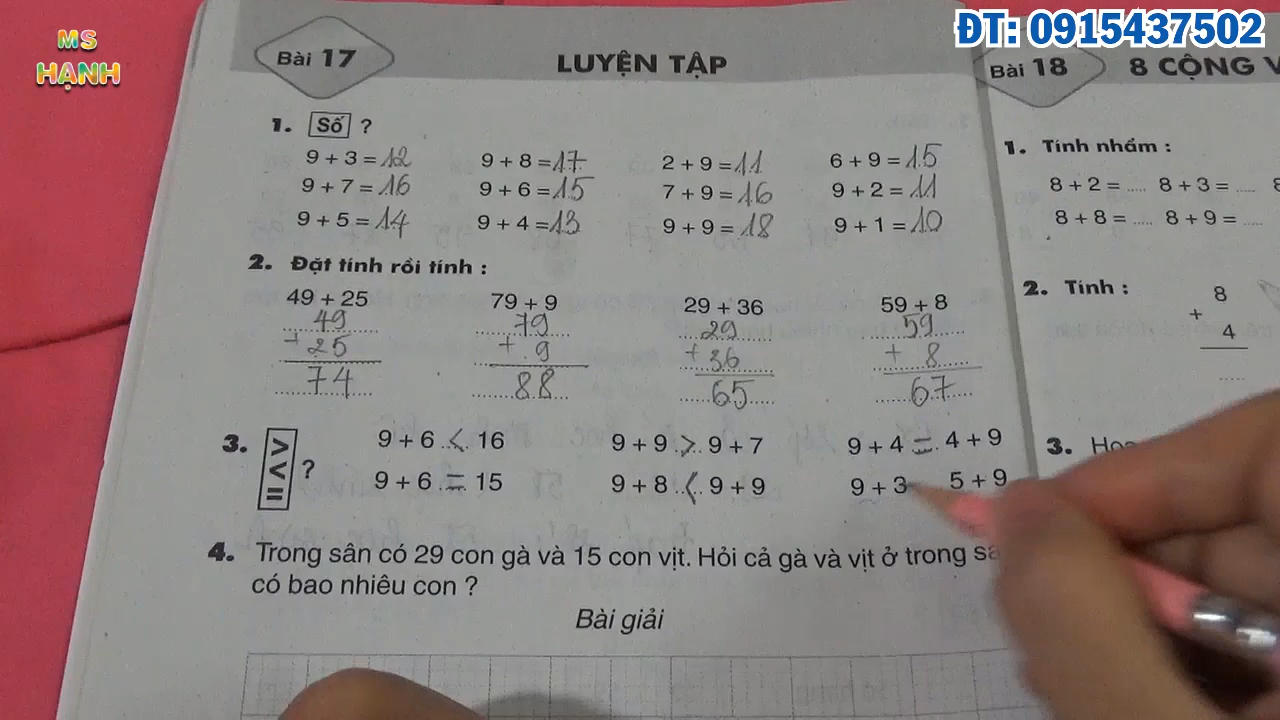 MS
HẠNH
ĐT: 0915437502
Bài 17
LUYỆN TẬP
1. Số ?
9 + 3 = 12 9 + 8 = 17 2 + 9 = 11 6 + 9 = 15
9 + 7 = 16 9 + 6 = 15 7 + 9 = 16 9 + 2 = 11
9 + 5 = 14 9 + 4 = 13 9 + 9 = 18 9 + 1 = 10
2. Đặt tính rồi tính :
49 + 25 79 + 9 29 + 36 59 + 8
49 79 29 59
+ 25 + 9 + 36 + 8
74 88 65 67
3. > < = ?
9 + 6 < 16 9 + 9 > 9 + 7 9 + 4 = 4 + 9
9 + 6 = 15 9 + 8 < 9 + 9 9 + 3 5 + 9
4. Trong sân có 29 con gà và 15 con vịt. Hỏi cả gà và vịt ở trong
có bao nhiêu con ?
Bài giải
Bài 18
8 CỘNG
1. Tính nhẩm :
8 + 2 = ..... 8 + 3 = ..... 8
8 + 8 = ..... 8 + 9 = .....
2. Tính :
8
+
4
.....
3.